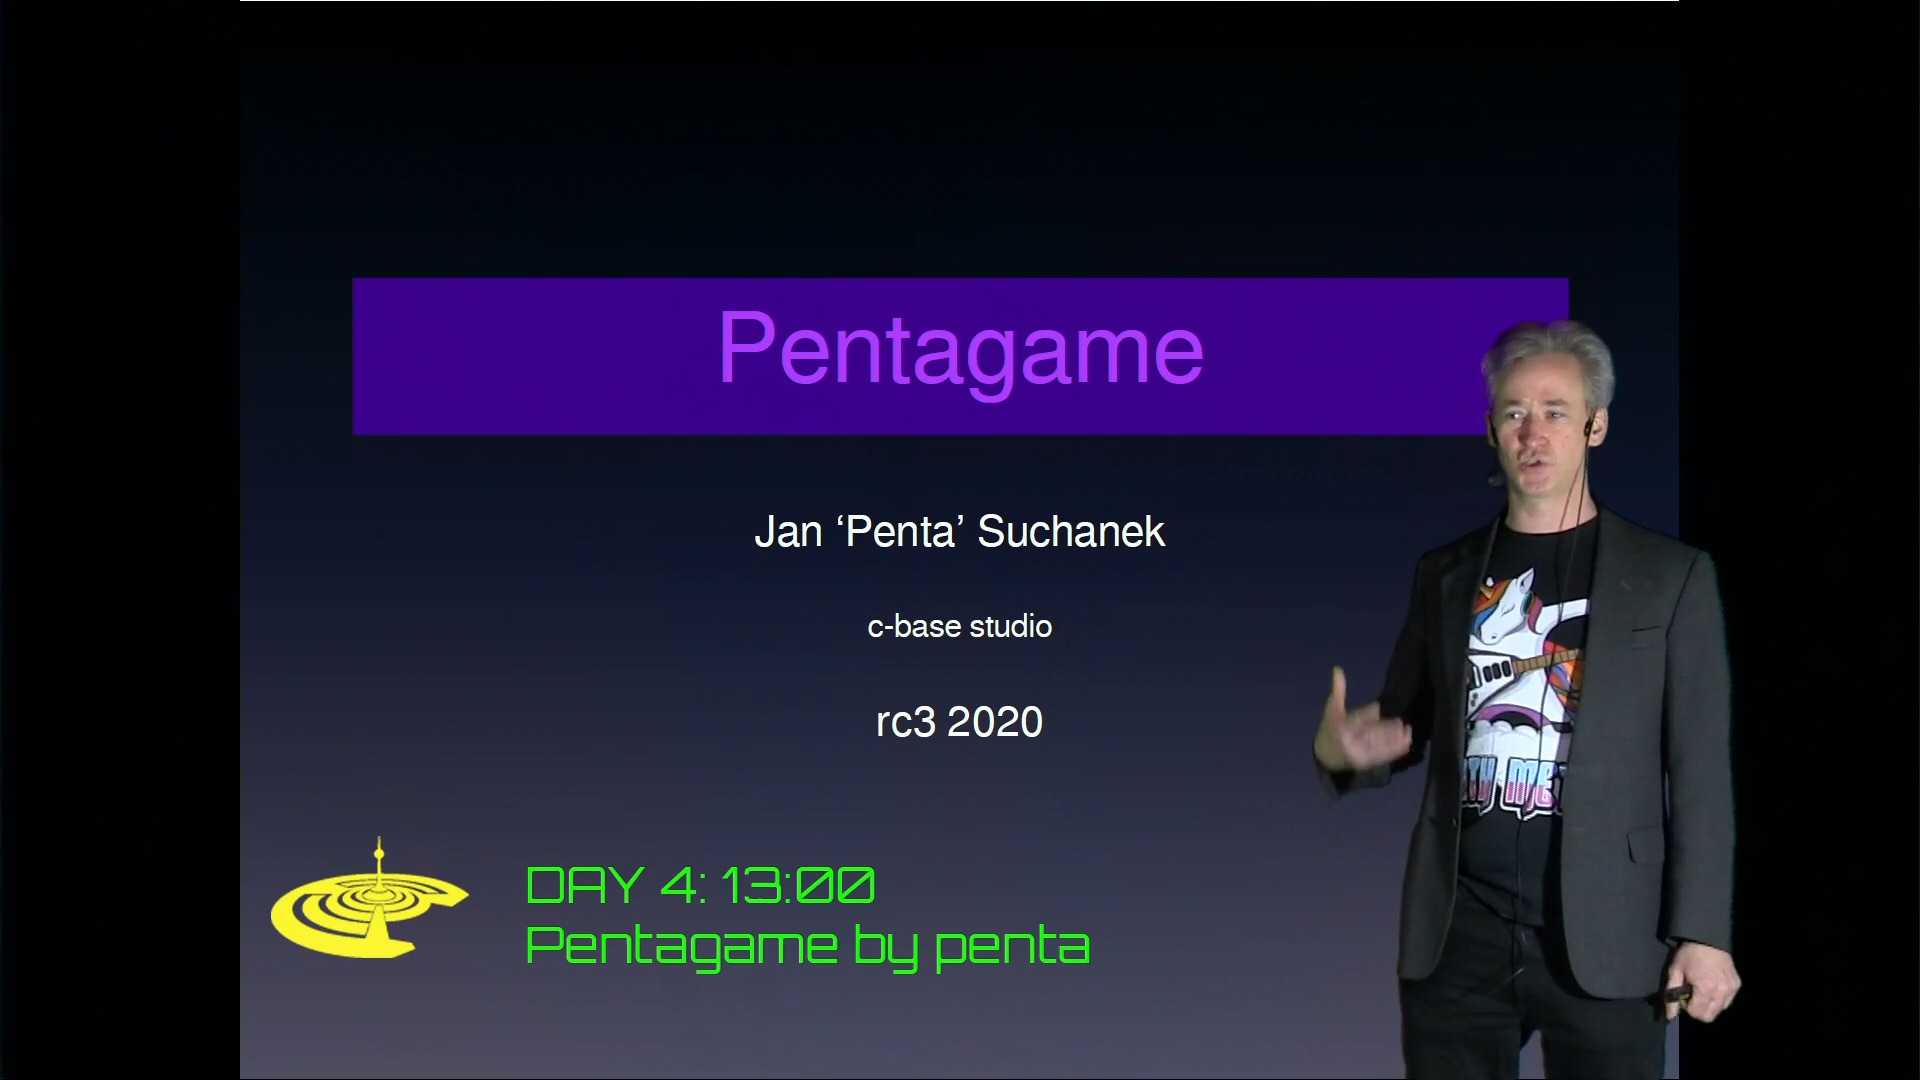 Pentagame
Jan ‘Penta’ Suchanek
c-base studio
rc3 2020
DAY 4: 13:00
Pentagame by penta